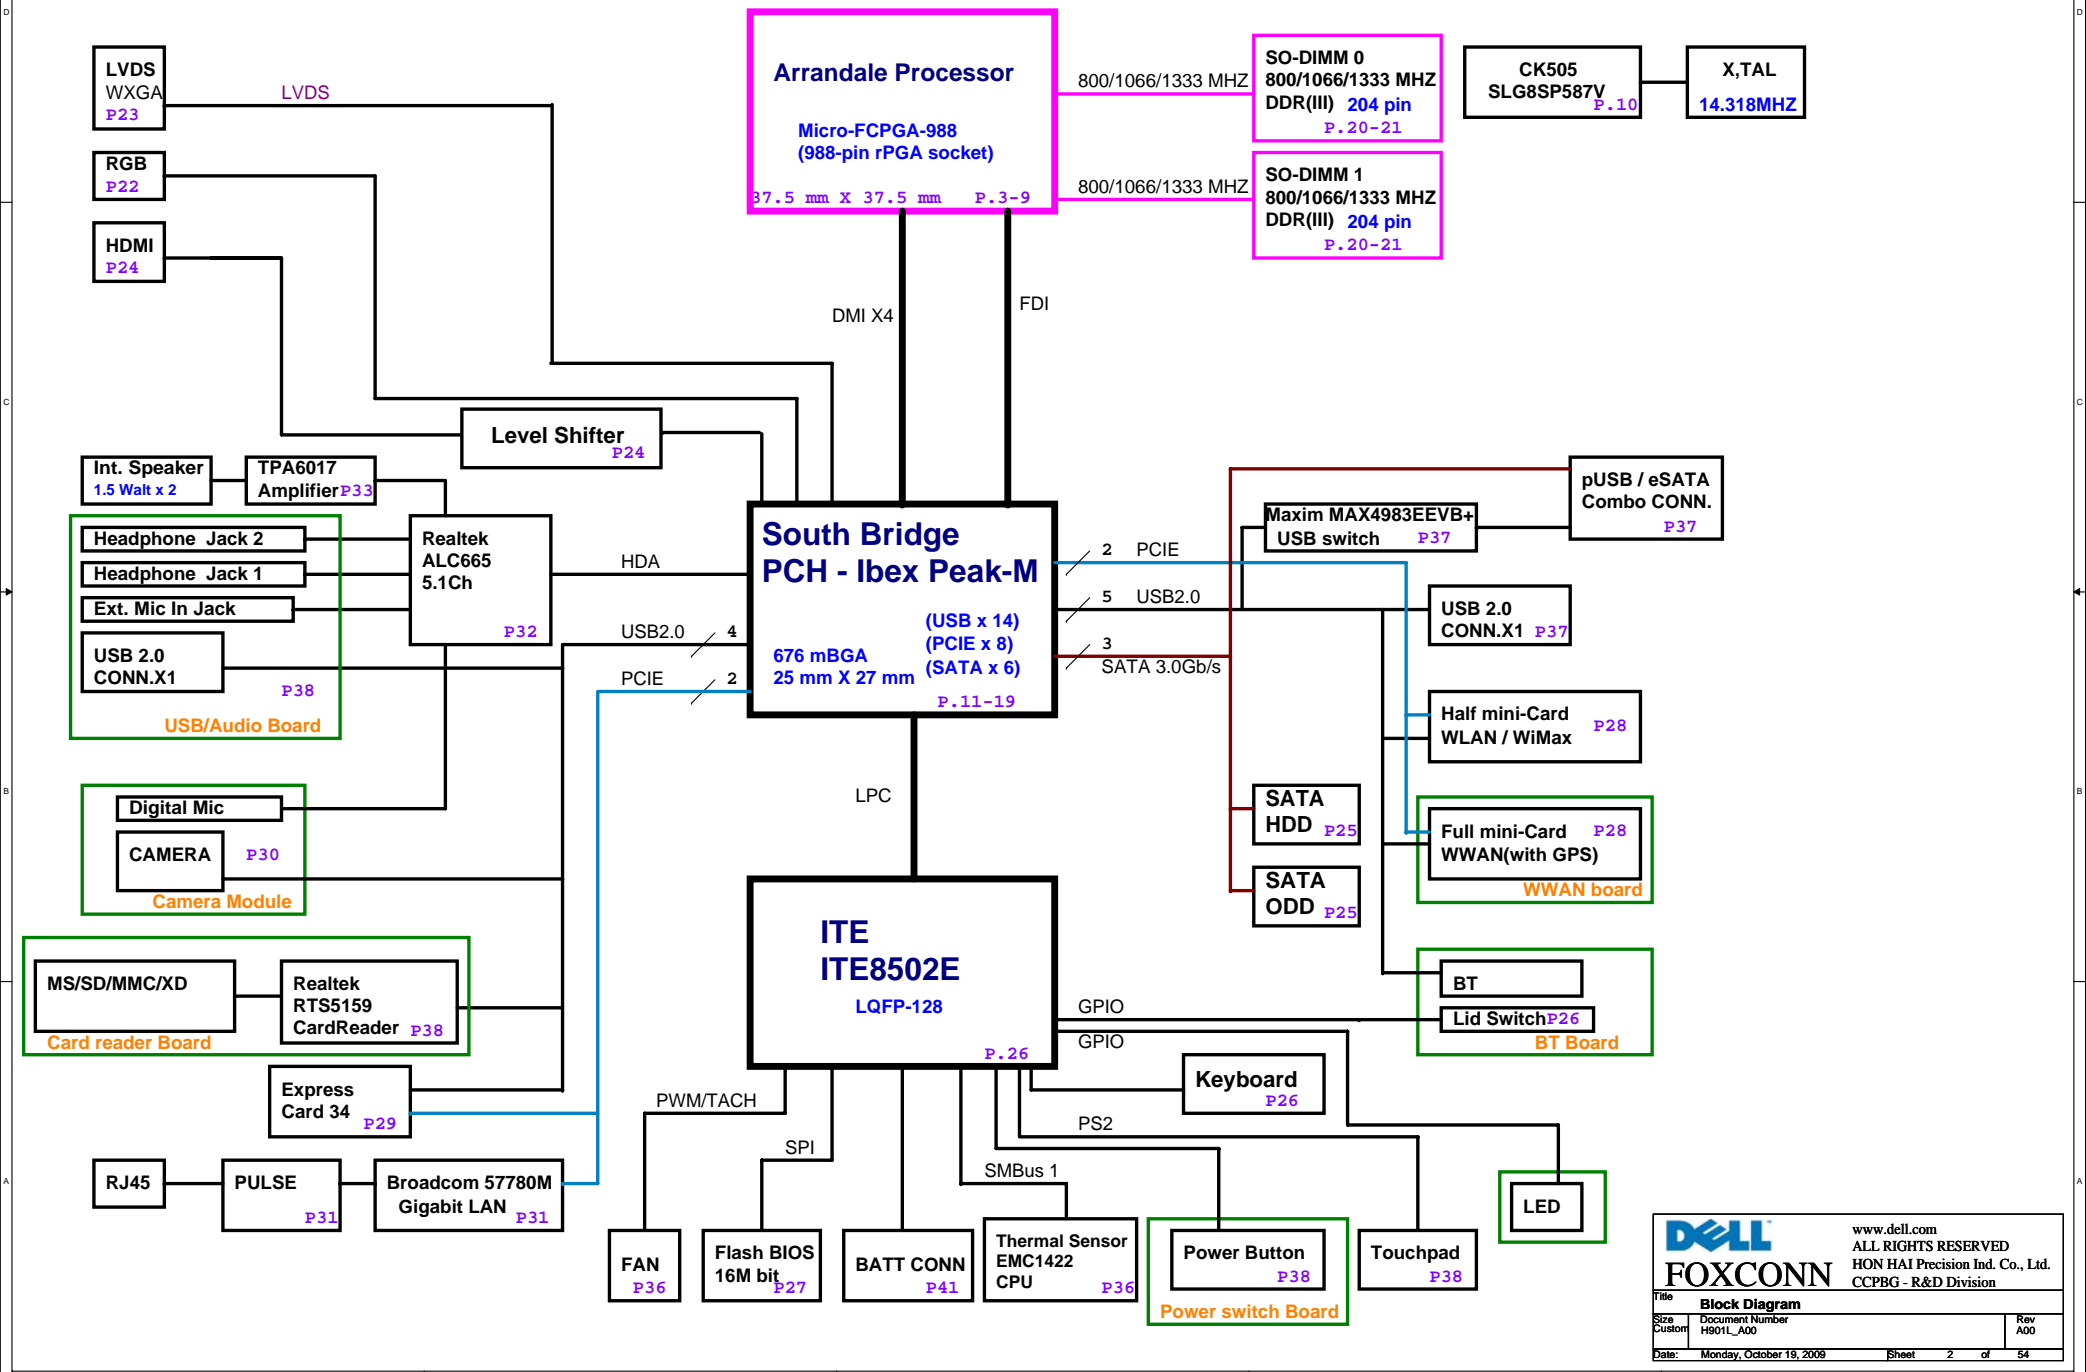 D
D
LVDS
WXGA
P23
LVDS
RGB
P22
HDMI
P24
Arrandale Processor
Micro-FCPGA-988
(988-pin rPGA socket)
37.5 mm X 37.5 mm P.3-9
800/1066/1333 MHZ
SO-DIMM 0
800/1066/1333 MHZ
DDR(III) 204 pin
P.20-21
800/1066/1333 MHZ
SO-DIMM 1
800/1066/1333 MHZ
DDR(III) 204 pin
P.20-21
CK505
SLG8SP587V
P.10
X,TAL
14.318MHZ
DMI X4
FDI
C
C
Level Shifter
P24
Int. Speaker
1.5 Walt x 2
TPA6017
Amplifier P33
Headphone Jack 2
Headphone Jack 1
Ext. Mic In Jack
USB 2.0
CONN.X1
P38
USB/Audio Board
Realtek
ALC665
5.1Ch
P32
HDA
USB2.0 4
PCIE 2
South Bridge
PCH - Ibex Peak-M
(USB x 14)
(PCIE x 8)
(SATA x 6)
676 mBGA
25 mm X 27 mm
P.11-19
2 PCIE
5 USB2.0
3
SATA 3.0Gb/s
Maxim MAX4983EEVB+
USB switch P37
pUSB / eSATA
Combo CONN.
P37
USB 2.0
CONN.X1 P37
Half mini-Card
WLAN / WiMax
P28
B
B
Full mini-Card P28
WWAN(with GPS)
WWAN board
SATA
HDD P25
SATA
ODD P25
LPC
Digital Mic
CAMERA P30
Camera Module
MS/SD/MMC/XD
Realtek
RTS5159
CardReader P38
Card reader Board
Express
Card 34
P29
ITE
ITE8502E
LQFP-128
P.26
GPIO
GPIO
BT
Lid Switch P26
BT Board
Keyboard
P26
PWM/TACH
SPI
SMBus 1
PS2
A
A
RJ45
PULSE
P31
Broadcom 57780M
Gigabit LAN P31
FAN
P36
Flash BIOS
16M bit
P27
BATT CONN
P41
Thermal Sensor
EMC1422
CPU
P36
Power Button
P38
Power switch Board
Touchpad
P38
LED
DELL
FOXCONN
www.dell.com
ALL RIGHTS RESERVED
HON HAI Precision Ind. Co., Ltd.
CCPBG - R&D Division
Title
Block Diagram
Size
Custom
Document Number
H901L_A00
Rev
A00
Date: Monday, October 19, 2009 Sheet 2 of 54